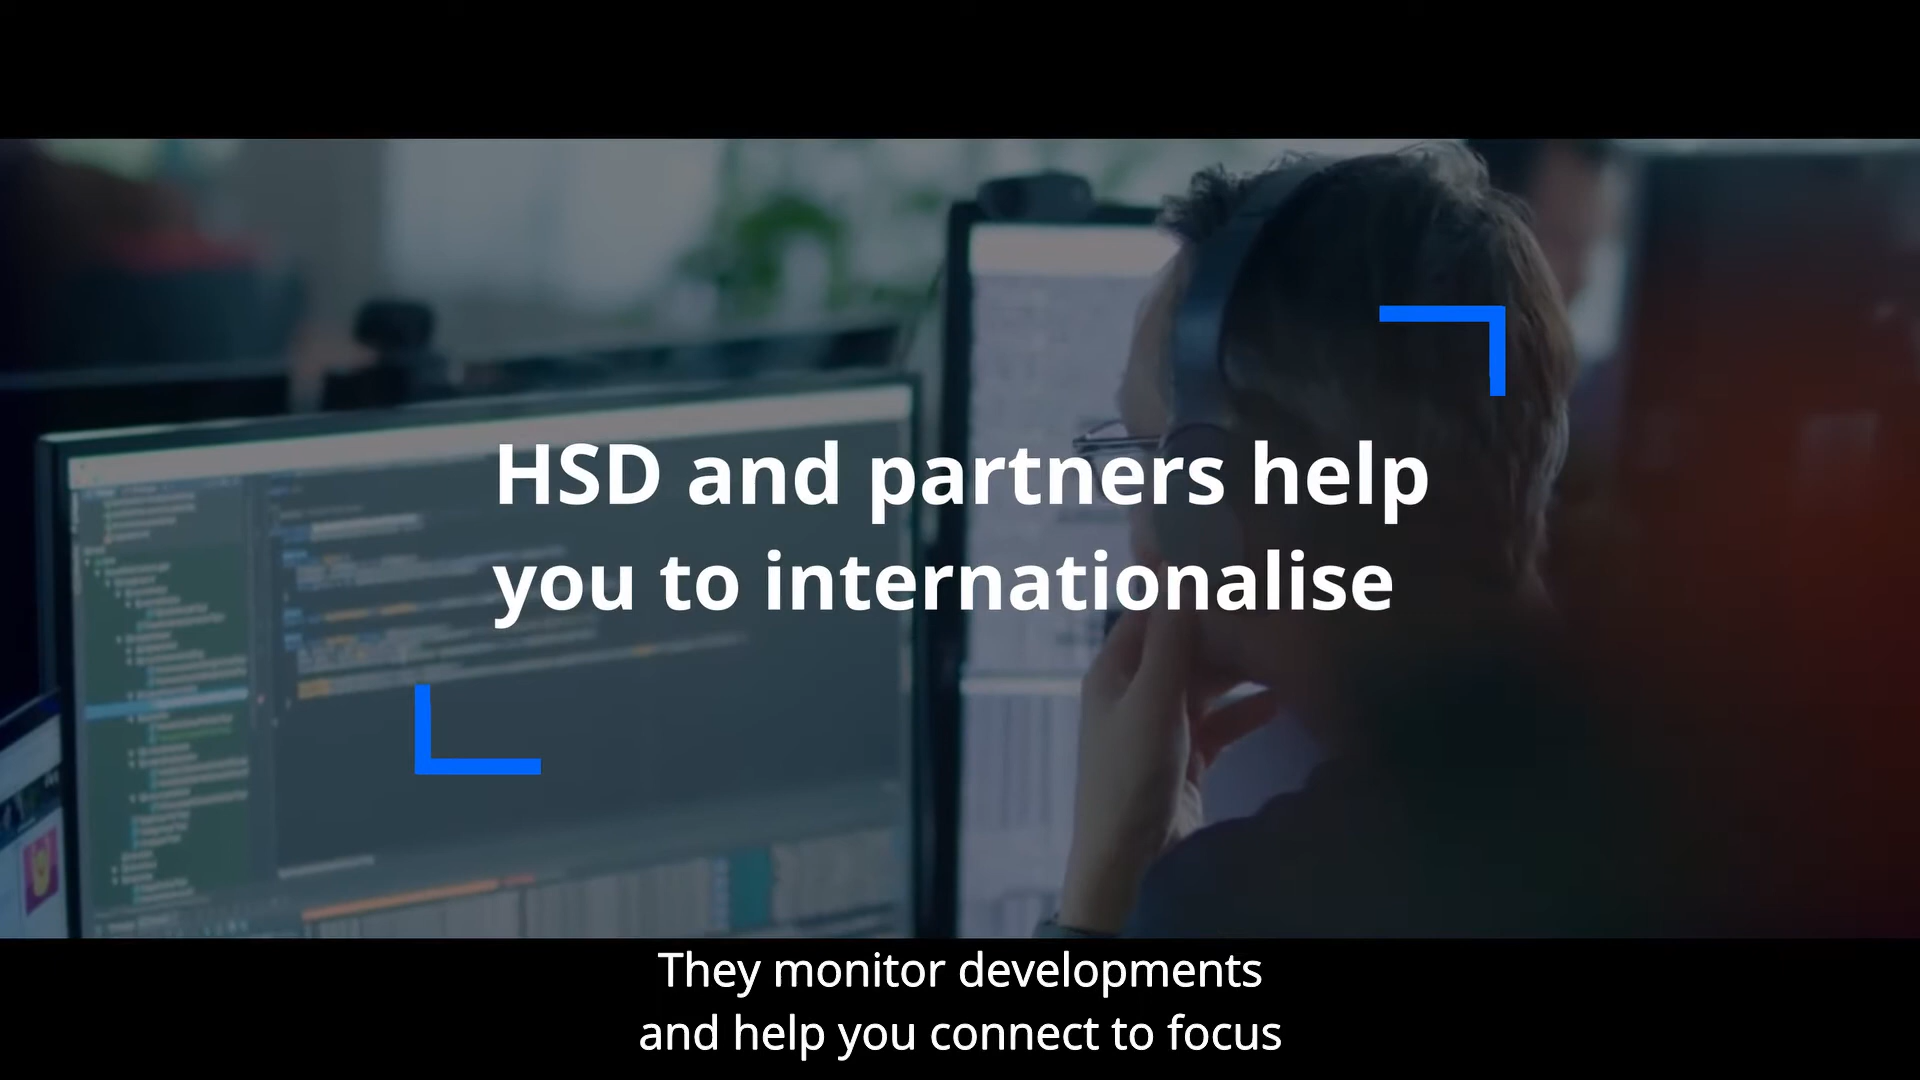 HSD and partners help
you to internationalise
They monitor developments
and help you connect to focus